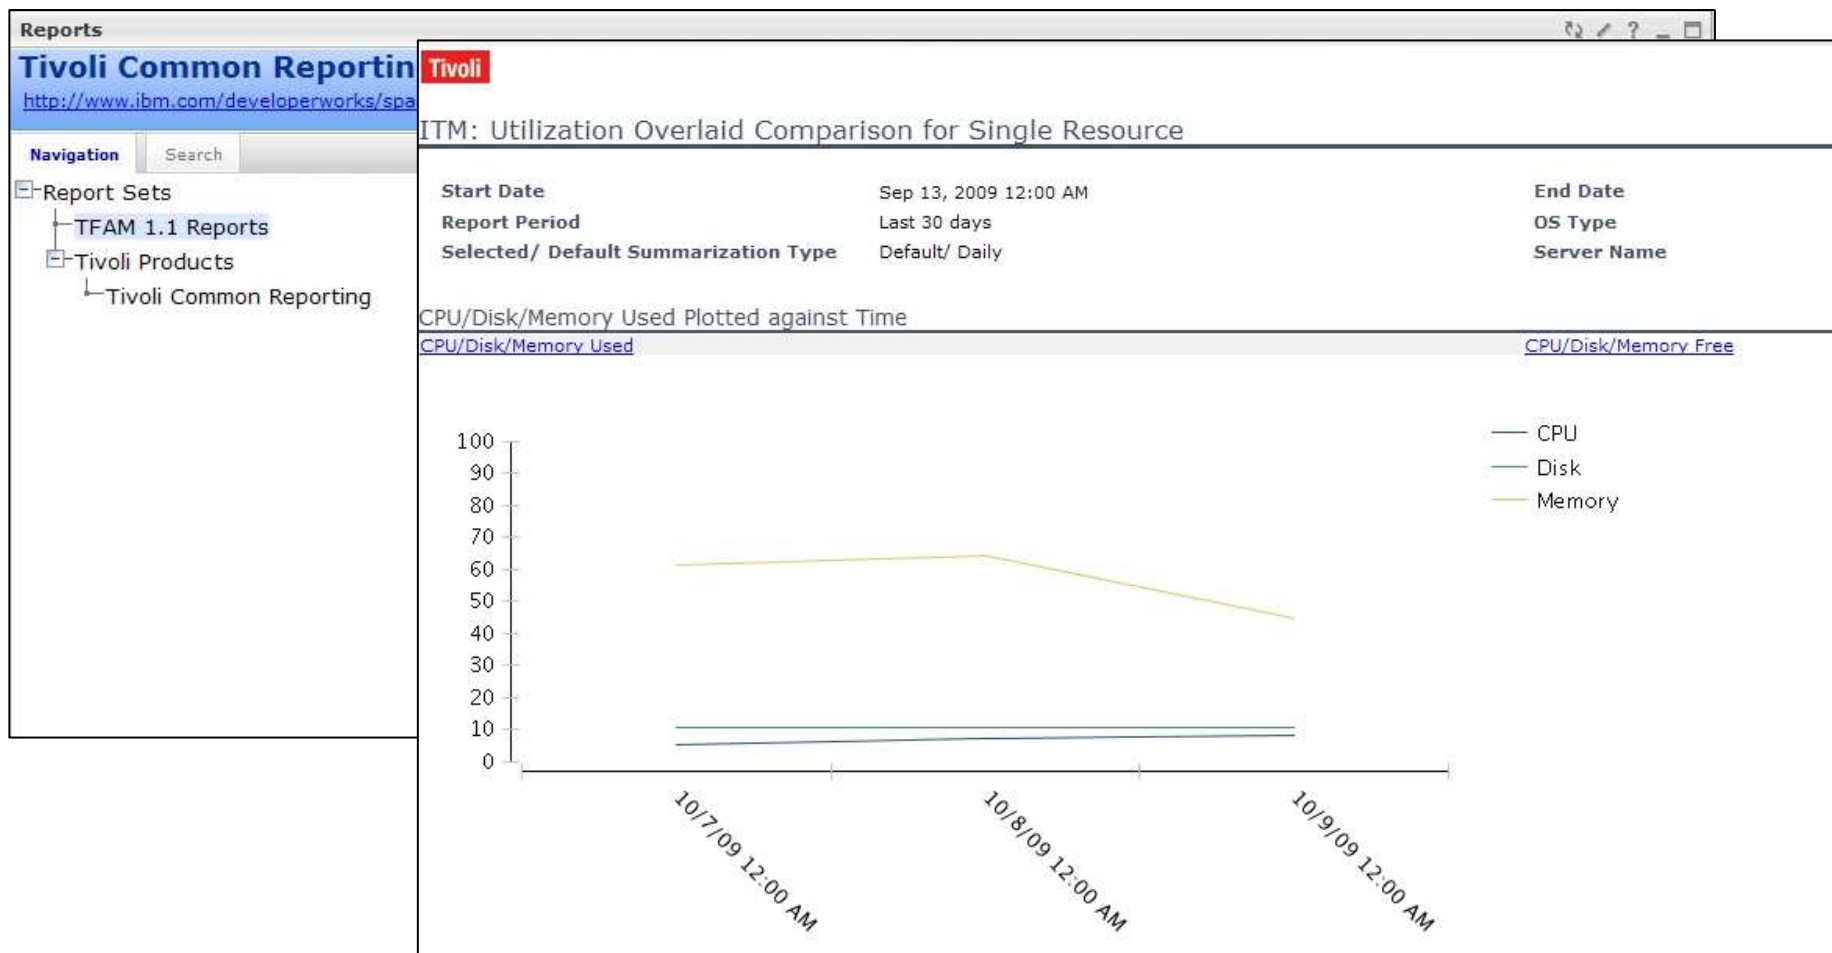 Reports
?
Tivoli Common Reportin
http://www.ibm.com/developerworks/spa
Navigation Search
Report Sets
TFAM 1.1 Reports
Tivoli Products
Tivoli Common Reporting
Tivoli
ITM: Utilization Overlaid Comparison for Single Resource
Start Date Sep 13, 2009 12:00 AM End Date
Report Period Last 30 days OS Type
Selected/ Default Summarization Type Default/ Daily Server Name
CPU/Disk/Memory Used Plotted against Time
CPU/Disk/Memory Used CPU/Disk/Memory Free
100
90
80
70
60
50
40
30
20
10
0
CPU
Disk
Memory
10/7/09 12:00 AM
10/8/09 12:00 AM
10/9/09 12:00 AM